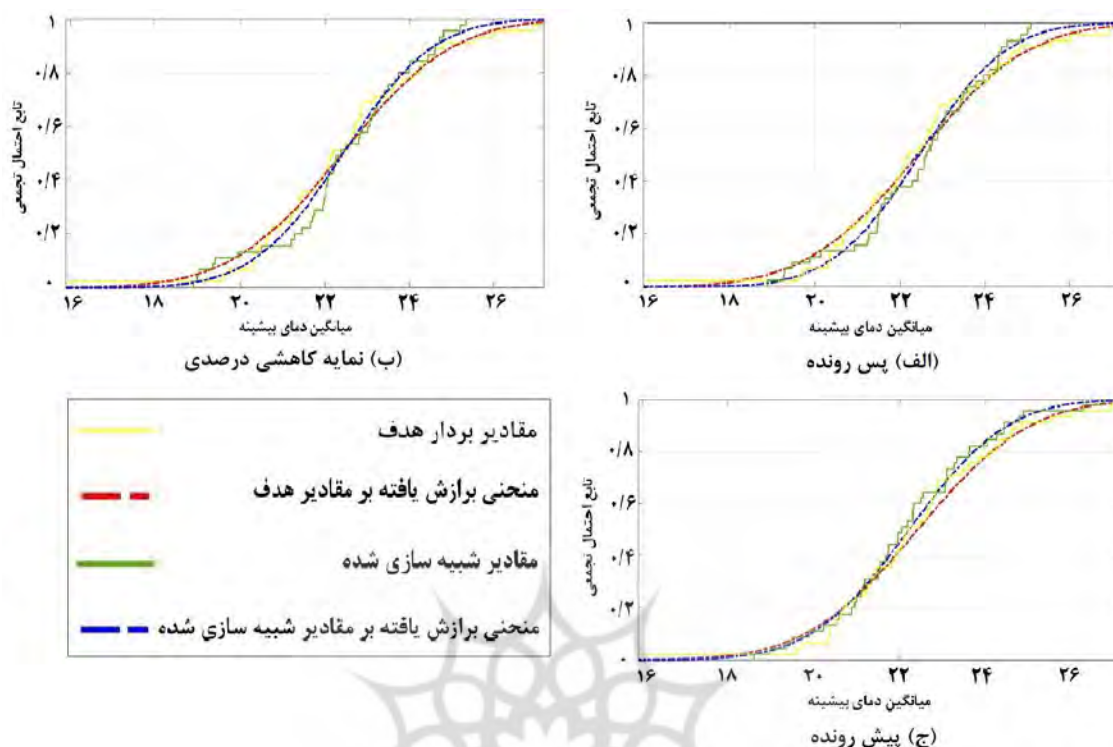 ۱
۰/۸
۰/۶
۰/۴
۰/۲
۰
تابع احتمال تجمعی
۱۶ ۲۰ ۲۲ ۲۴ ۲۶
میانگین دمای بیشینه
(الف) پس رونده
۱
۰/۸
۰/۶
۰/۴
۰/۲
۰
تابع احتمال تجمعی
۱۶ ۱۸ ۲۰ ۲۲ ۲۴ ۲۶
میانگین دمای بیشینه
(ب) نمایه کاهشی درصدی
۱
۰/۸
۰/۶
۰/۴
۰/۲
۰
تابع احتمال تجمعی
۱۶ ۱۸ ۲۰ ۲۲ ۲۴ ۲۶
میانگین دمای بیشینه
(ج) پیش رونده
مقادیر بردار هدف
منحنی برازش یافته بر مقادیر هدف
مقادیر شبیه سازی شده
منحنی برازش یافته بر مقادیر شبیه سازی شده